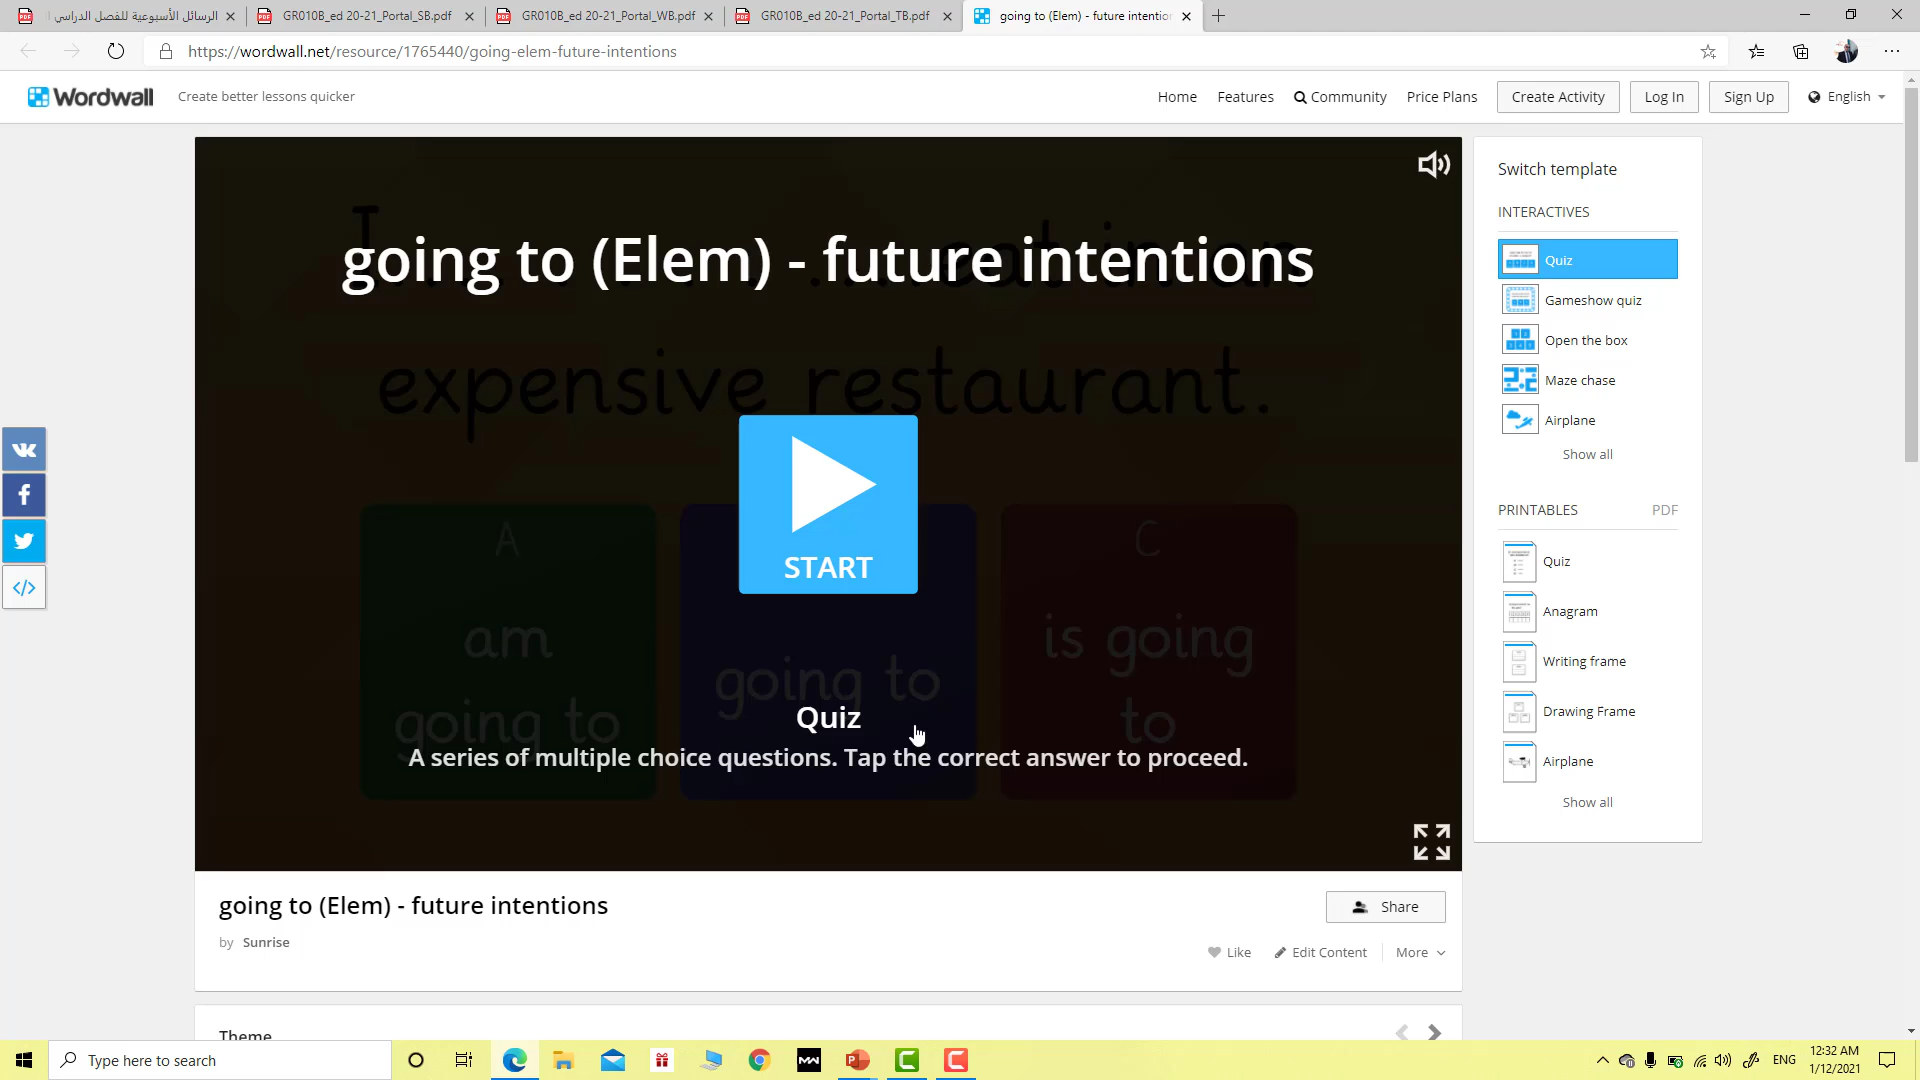 الرسائل الأسبوعية للفصل الدراسي
GR010B_ed 20-21_Portal_SB.pdf
GR010B_ed 20-21_Portal_WB.pdf
GR010B_ed 20-21_Portal_TB.pdf
going to (Elem) - future intention
https://wordwall.net/resource/1765440/going-elem-future-intentions
Wordwall
Create better lessons quicker
Home
Features
Community
Price Plans
Create Activity
Log In
Sign Up
English
going to (Elem) - future intentions
I ... eat in an
expensive restaurant.
START
A
am
going to
going to
C
is going
to
Quiz
A series of multiple choice questions. Tap the correct answer to proceed.
Switch template
INTERACTIVES
Quiz
Gameshow quiz
Open the box
Maze chase
Airplane
Show all
PRINTABLES PDF
Quiz
Anagram
Writing frame
Drawing Frame
Airplane
Show all
going to (Elem) - future intentions
by Sunrise
Share
Like
Edit Content
More
Theme
Type here to search
ENG
12:32 AM
1/12/2021